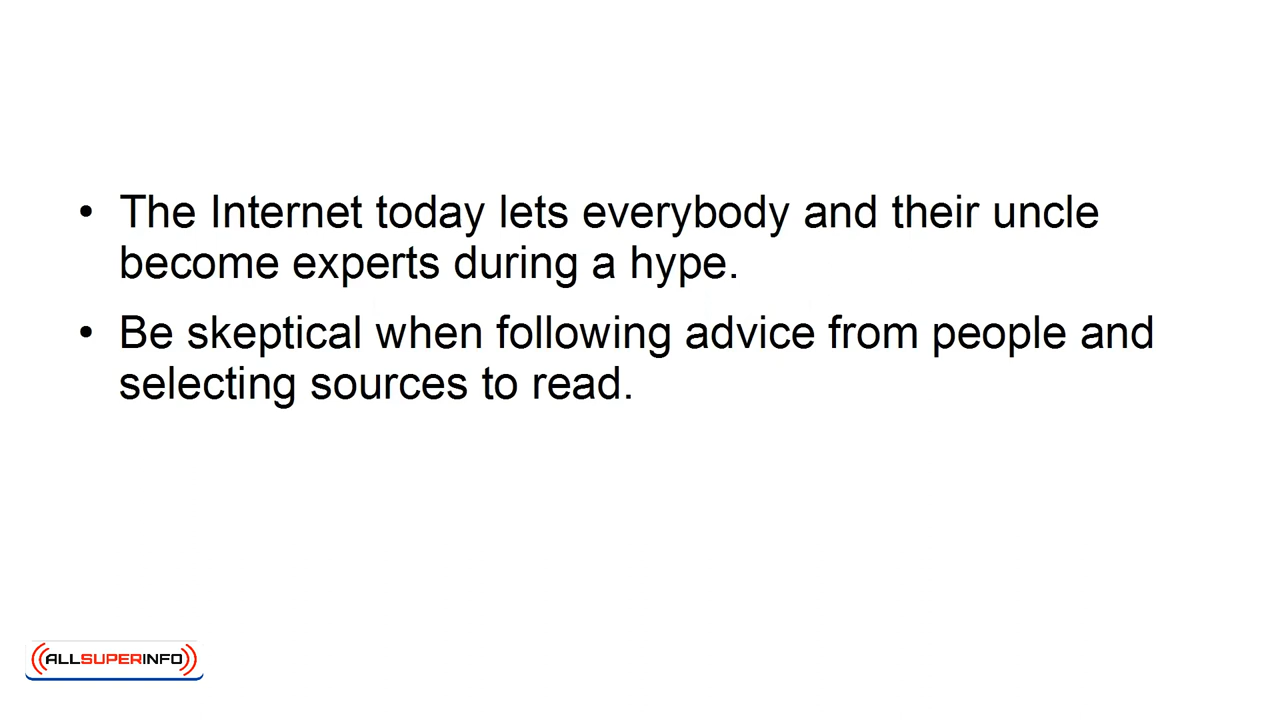 • The Internet today lets everybody and their uncle
become experts during a hype.
• Be skeptical when following advice from people and
selecting sources to read.
ALLSUPERINFO